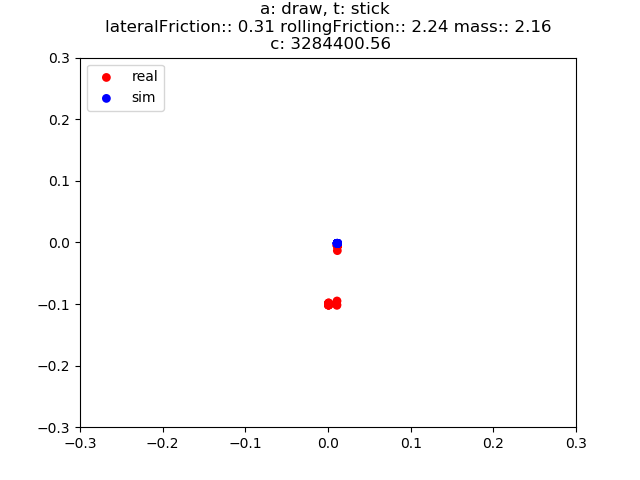 a: draw, t: stick
lateralFriction:: 0.31 rollingFriction:: 2.24 mass:: 2.16
c: 3284400.56
real
sim
0.3
0.2
0.1
0.0
−0.1
−0.2
−0.3
−0.3 −0.2 −0.1 0.0 0.1 0.2 0.3